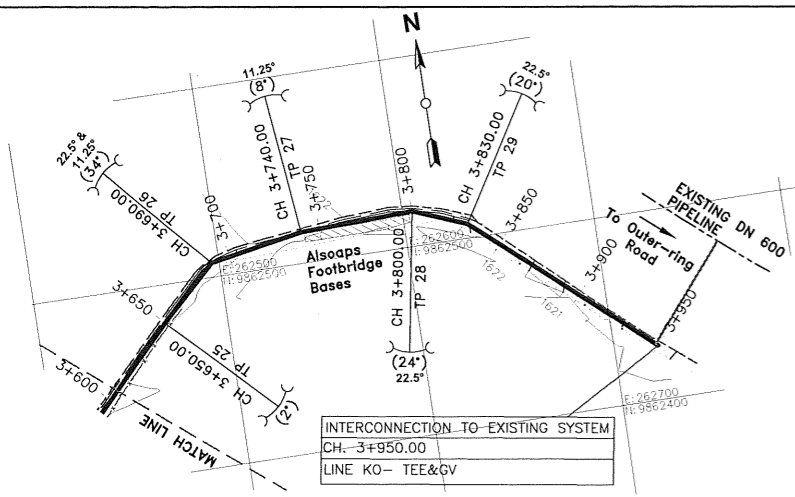 N
11.25°
(8°)
22.5°
(20°)
22.5° &
11.25°
(34°)
CH 3+690.00
TP 26
3+700
CH 3+740.00
TP 27
3+750
3+800
CH 3+830.00
TP 29
3+850
EXISTING DN 600
PIPELINE
To Outer-ring
Road
3+900
3+950
Alsoaps
Footbridge
Bases
E:262500
N:9862500
E:262600
N:9862500
1622
1621
CH 3+800.00
TP 28
(24°)
22.5°
3+650
CH 3+650.00
TP 25
(2°)
3+600
MATCH LINE
E:262700
N:9862400
INTERCONNECTION TO EXISTING SYSTEM
CH. 3+950.00
LINE KO- TEE&GV